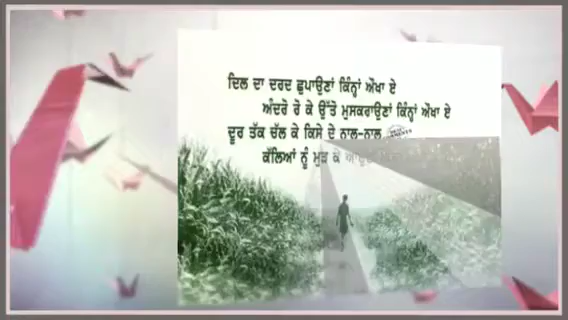 ਦਿਲ ਦਾ ਦਰਦ ਛੁਪਾਉਣਾਂ ਕਿੰਨ੍ਹਾਂ ਔਖਾ ਏ
ਅੰਦਰੋ ਰੋ ਕੇ ਉੱਤੋ ਮੁਸਕਰਾਉਣਾਂ ਕਿੰਨ੍ਹਾਂ ਔਖਾ ਏ
ਦੂਰ ਤੱਕ ਚੱਲ ਕੇ ਕਿਸੇ ਦੇ ਨਾਲ-ਨਾਲ
ਕੱਲਿਆਂ ਨੂੰ ਮੁੜ ਕੇ